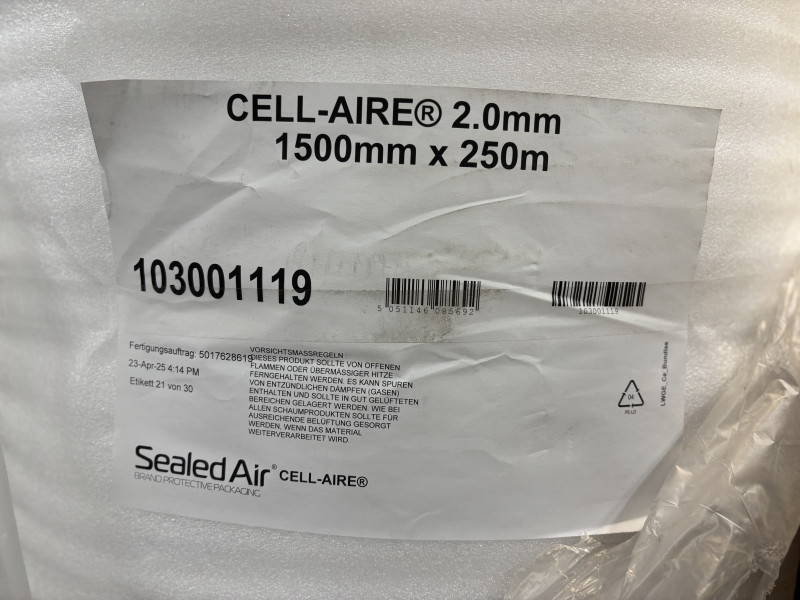 CELL-AIRE® 2.0mm
1500mm x 250m
103001119
5 051146 085692
103001119
Fertigungsauftrag: 5017628619
23-Apr-25 4:14 PM
Etikett 21 von 30
VORSICHTSMASSREGELN
DIESES PRODUKT SOLLTE VON OFFENEN
FLAMMEN ODER ÜBERMÄSSIGER HITZE
FERNGEHALTEN WERDEN. ES KANN SPUREN
VON ENTZÜNDLICHEN DÄMPFEN (GASEN)
ENTHALTEN UND SOLLTE IN GUT GELÜFTETEN
BEREICHEN GELAGERT WERDEN. WIE BEI
ALLEN SCHAUMPRODUKTEN SOLLTE FÜR
AUSREICHENDE BELÜFTUNG GESORGT
WERDEN, WENN DAS MATERIAL
WEITERVERARBEITET WIRD.
04
LWGE_Ce_Bundles
Sealed Air® CELL-AIRE®
BRAND PROTECTIVE PACKAGING